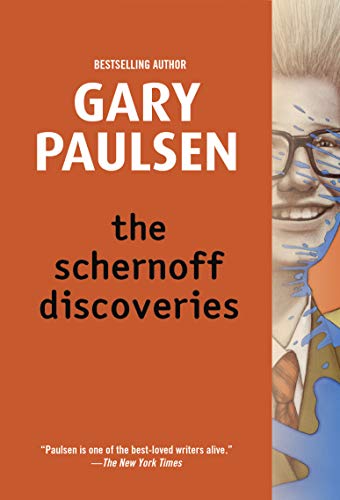 BESTSELLING AUTHOR
GARY
PAULSEN
the
schernoff
discoveries
“Paulsen is one of the best-loved writers alive.”
—The New York Times